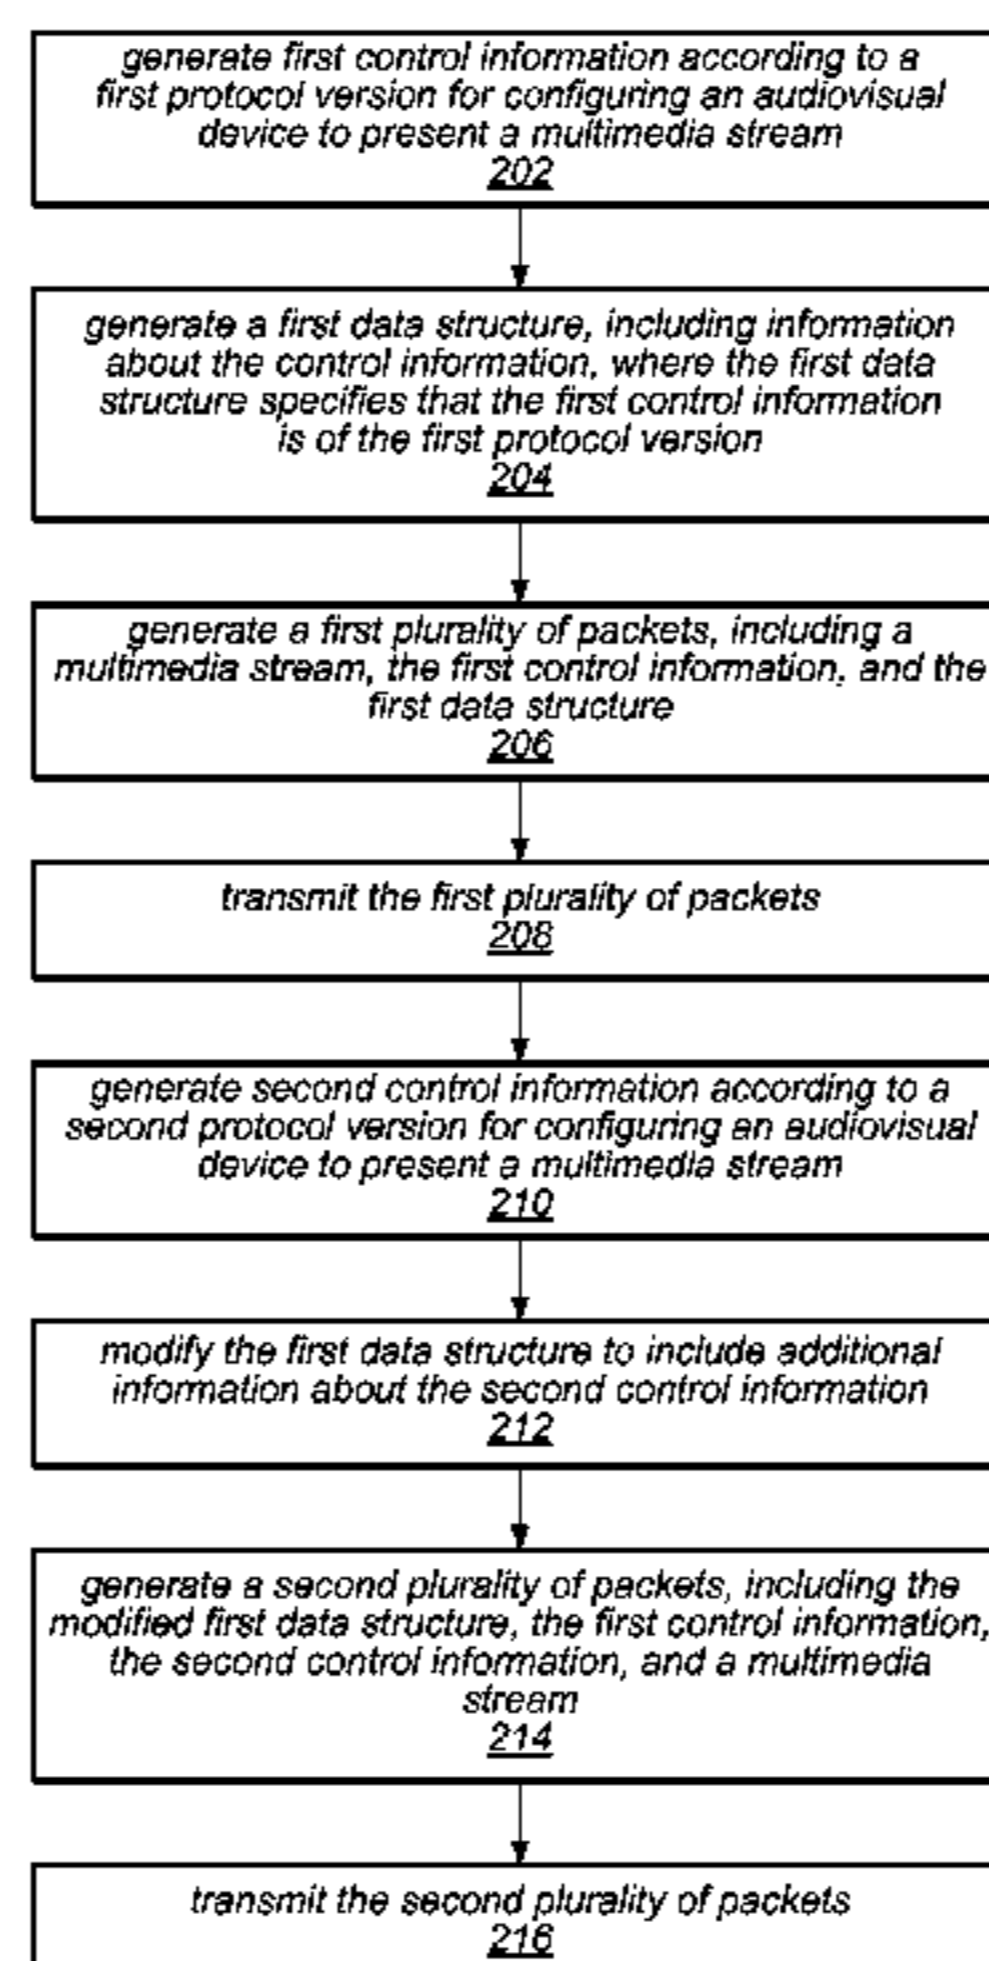 generate first control information according to a
first protocol version for configuring an audiovisual
device to present a multimedia stream
202
generate a first data structure, including information
about the control information, where the first data
structure specifies that the first control information
is of the first protocol version
204
generate a first plurality of packets, including a
multimedia stream, the first control information, and the
first data structure
206
transmit the first plurality of packets
208
generate second control information according to a
second protocol version for configuring an audiovisual
device to present a multimedia stream
210
modify the first data structure to include additional
information about the second control information
212
generate a second plurality of packets, including the
modified first data structure, the first control information,
the second control information, and a multimedia
stream
214
transmit the second plurality of packets
216